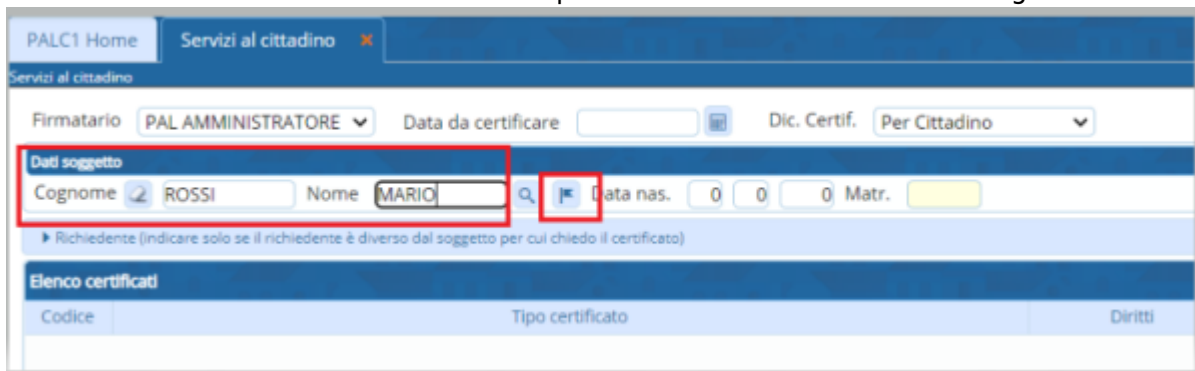 PALC1 Home Servizi al cittadino
Servizi al cittadino
Firmatario PAL AMMINISTRATORE Data da certificare Dic. Certif. Per Cittadino
Dati soggetto
Cognome ROSSI Nome MARIO Data nas. 0 0 0 Matr.
Richiedente (indicare solo se il richiedente è diverso dal soggetto per cui chiedo il certificato)
Elenco certificati
Codice Tipo certificato Diritti